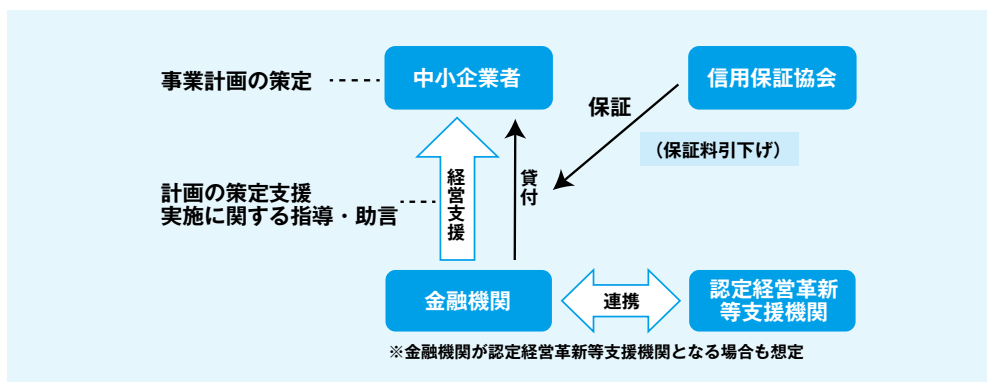 事業計画の策定
中小企業者
信用保証協会
保証
（保証料引下げ）
計画の策定支援
実施に関する指導・助言
経営支援
貸付
金融機関
連携
認定経営革新
等支援機関
※金融機関が認定経営革新等支援機関となる場合も想定